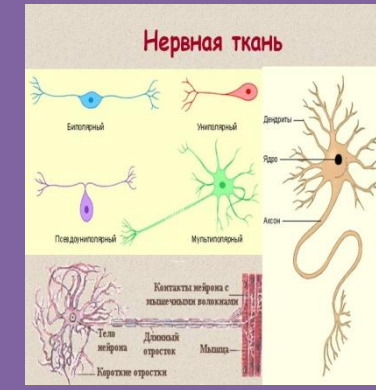 Нервная ткань
Биполярный
Униполярный
Псевдоуниполярный
Мультиполярный
Дендриты
Ядро
Аксон
Контакты нейрона с
мышечными волокнами
Тело
нейрона
Длинный
отросток
Мышца
Короткие отростки